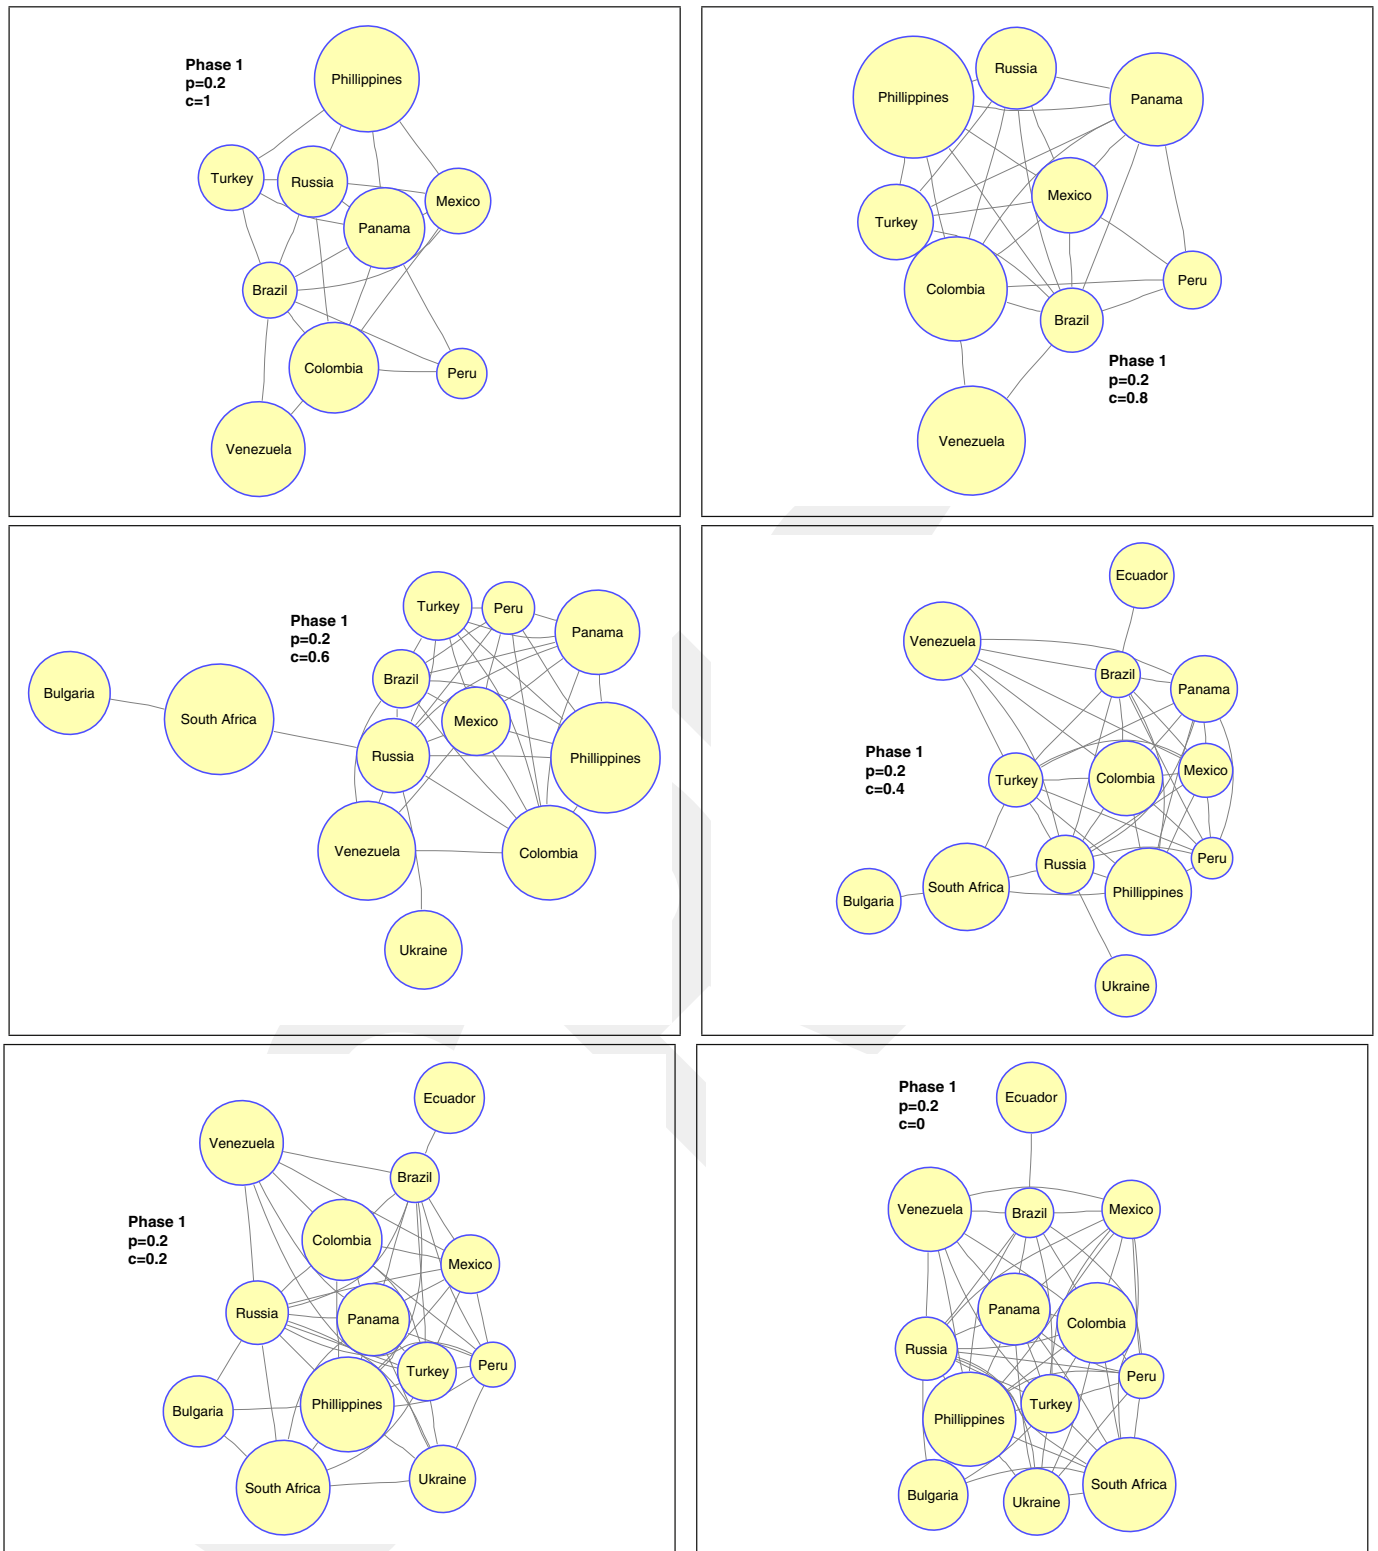 Phase 1
p=0.2
c=1
Phillippines
Turkey
Russia
Mexico
Panama
Brazil
Colombia
Peru
Venezuela
Russia
Phillippines
Panama
Mexico
Turkey
Peru
Colombia
Brazil
Phase 1
p=0.2
c=0.8
Venezuela
Phase 1
p=0.2
c=0.6
Turkey
Peru
Panama
Brazil
Bulgaria
South Africa
Mexico
Russia
Phillippines
Venezuela
Colombia
Ukraine
Ecuador
Venezuela
Brazil
Panama
Phase 1
p=0.2
c=0.4
Turkey
Colombia
Mexico
Russia
Peru
Bulgaria
South Africa
Phillippines
Ukraine
Ecuador
Venezuela
Brazil
Phase 1
p=0.2
c=0.2
Colombia
Mexico
Russia
Panama
Turkey
Peru
Bulgaria
Phillippines
South Africa
Ukraine
Phase 1
p=0.2
c=0
Ecuador
Venezuela
Brazil
Mexico
Panama
Colombia
Russia
Peru
Phillippines
Turkey
Bulgaria
Ukraine
South Africa